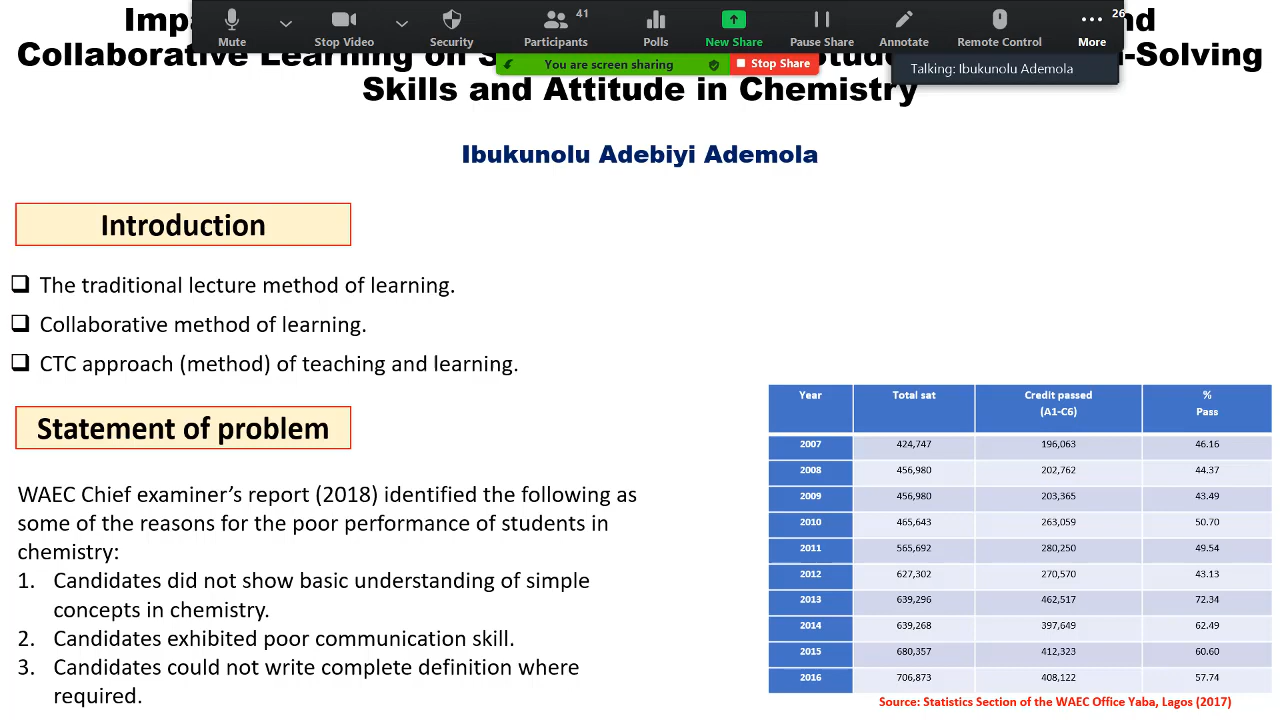 Impa
nd
Mute
Stop Video
Security
Participants
41
Polls
New Share
Pause Share
Annotate
Remote Control
More
26
Collaborative Learning on S
tude
n-Solving
You are screen sharing
Stop Share
Talking: Ibukunolu Ademola
Skills and Attitude in Chemistry
Ibukunolu Adebiyi Ademola
Introduction
The traditional lecture method of learning.
Collaborative method of learning.
CTC approach (method) of teaching and learning.
Statement of problem
WAEC Chief examiner’s report (2018) identified the following as
some of the reasons for the poor performance of students in
chemistry:
1. Candidates did not show basic understanding of simple
concepts in chemistry.
2. Candidates exhibited poor communication skill.
3. Candidates could not write complete definition where
required.
Year Total sat Credit passed (A1-C6) % Pass
2007 424,747 196,063 46.16
2008 456,980 202,762 44.37
2009 456,980 203,365 43.49
2010 465,643 263,059 50.70
2011 565,692 280,250 49.54
2012 627,302 270,570 43.13
2013 639,296 462,517 72.34
2014 639,268 397,649 62.49
2015 680,357 412,323 60.60
2016 706,873 408,122 57.74
Source: Statistics Section of the WAEC Office Yaba, Lagos (2017)